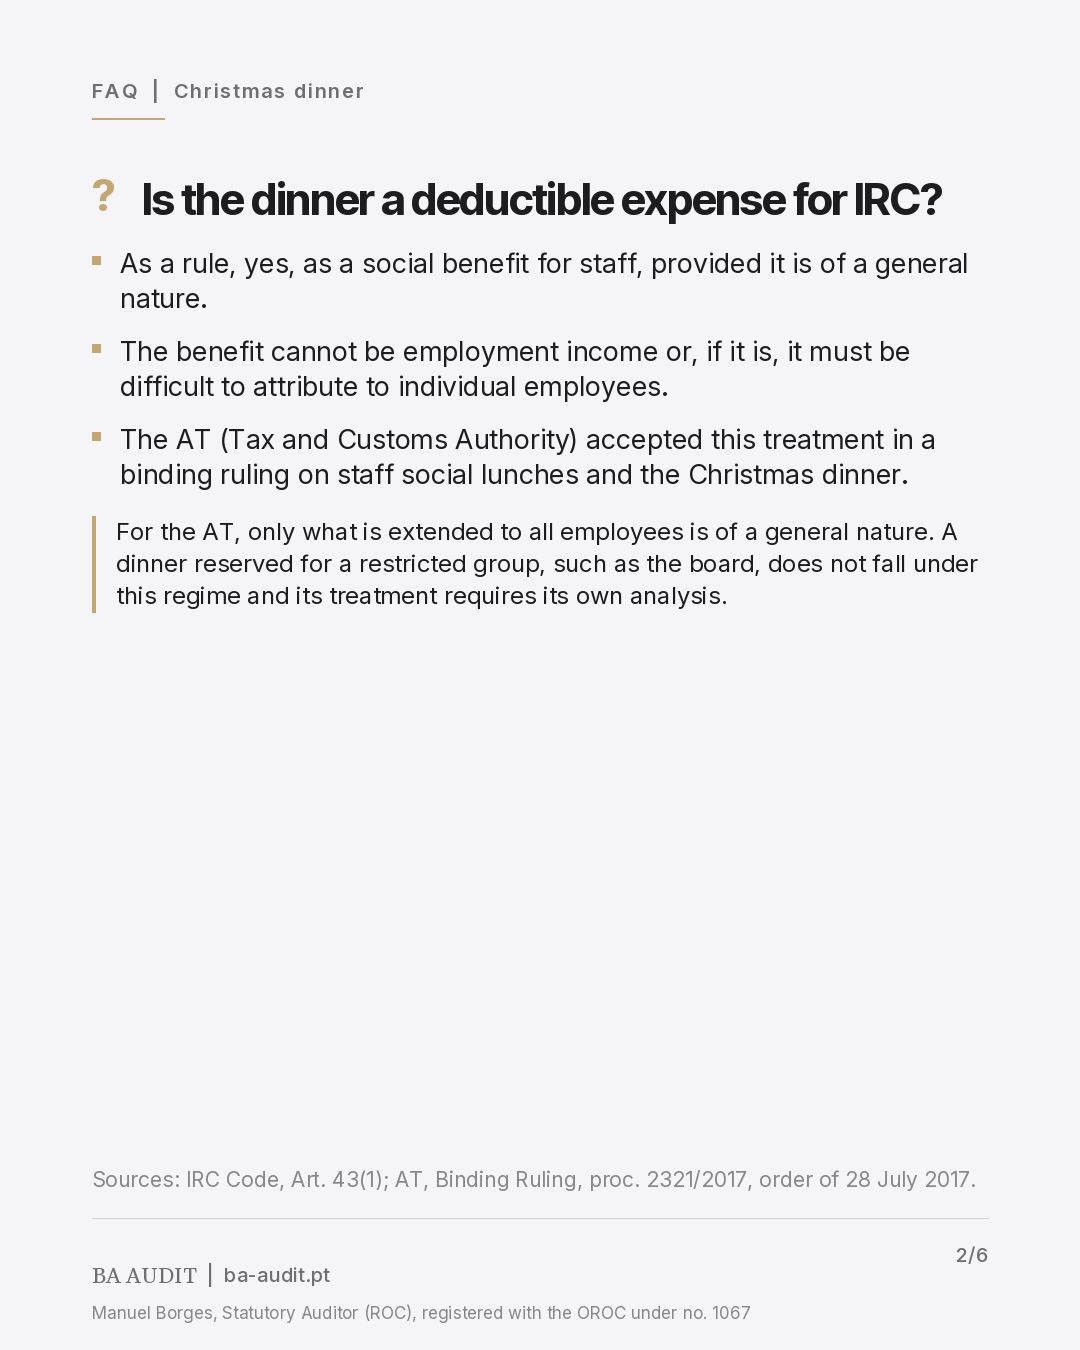 FAQ | Christmas dinner
? Is the dinner a deductible expense for IRC?
As a rule, yes, as a social benefit for staff, provided it is of a general
nature.
The benefit cannot be employment income or, if it is, it must be
difficult to attribute to individual employees.
The AT (Tax and Customs Authority) accepted this treatment in a
binding ruling on staff social lunches and the Christmas dinner.
For the AT, only what is extended to all employees is of a general nature. A
dinner reserved for a restricted group, such as the board, does not fall under
this regime and its treatment requires its own analysis.
Sources: IRC Code, Art. 43(1); AT, Binding Ruling, proc. 2321/2017, order of 28 July 2017.
2/6
BA AUDIT | ba-audit.pt
Manuel Borges, Statutory Auditor (ROC), registered with the OROC under no. 1067